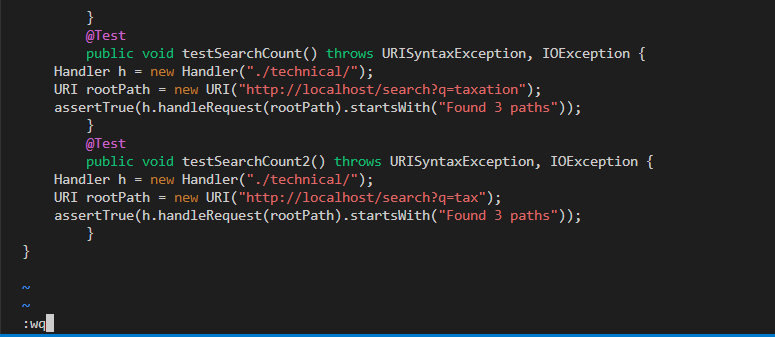 }
        @Test
        public void testSearchCount() throws URISyntaxException, IOException {
    Handler h = new Handler("./technical/");
    URI rootPath = new URI("http://localhost/search?q=taxation");
    assertTrue(h.handleRequest(rootPath).startsWith("Found 3 paths"));
        }
        @Test
        public void testSearchCount2() throws URISyntaxException, IOException {
    Handler h = new Handler("./technical/");
    URI rootPath = new URI("http://localhost/search?q=tax");
    assertTrue(h.handleRequest(rootPath).startsWith("Found 3 paths"));
        }
}
~
~
:wq